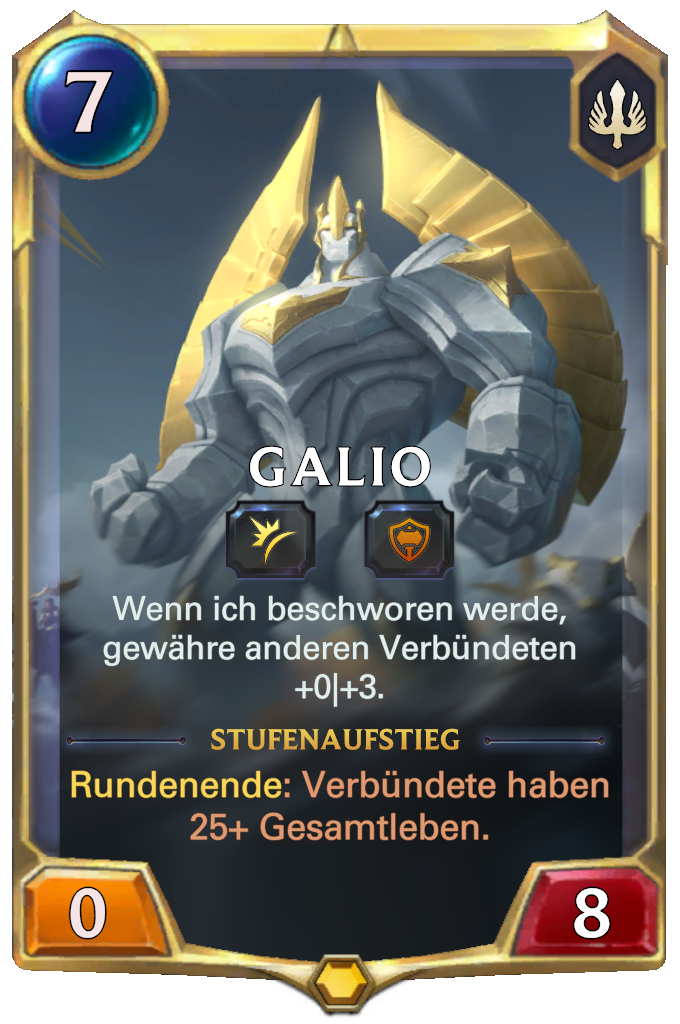 7
GALIO
Wenn ich beschworen werde,
gewähre anderen Verbündeten
+0|+3.
STUFENAUFSTIEG
Rundenende: Verbündete haben
25+ Gesamtleben.
0
8